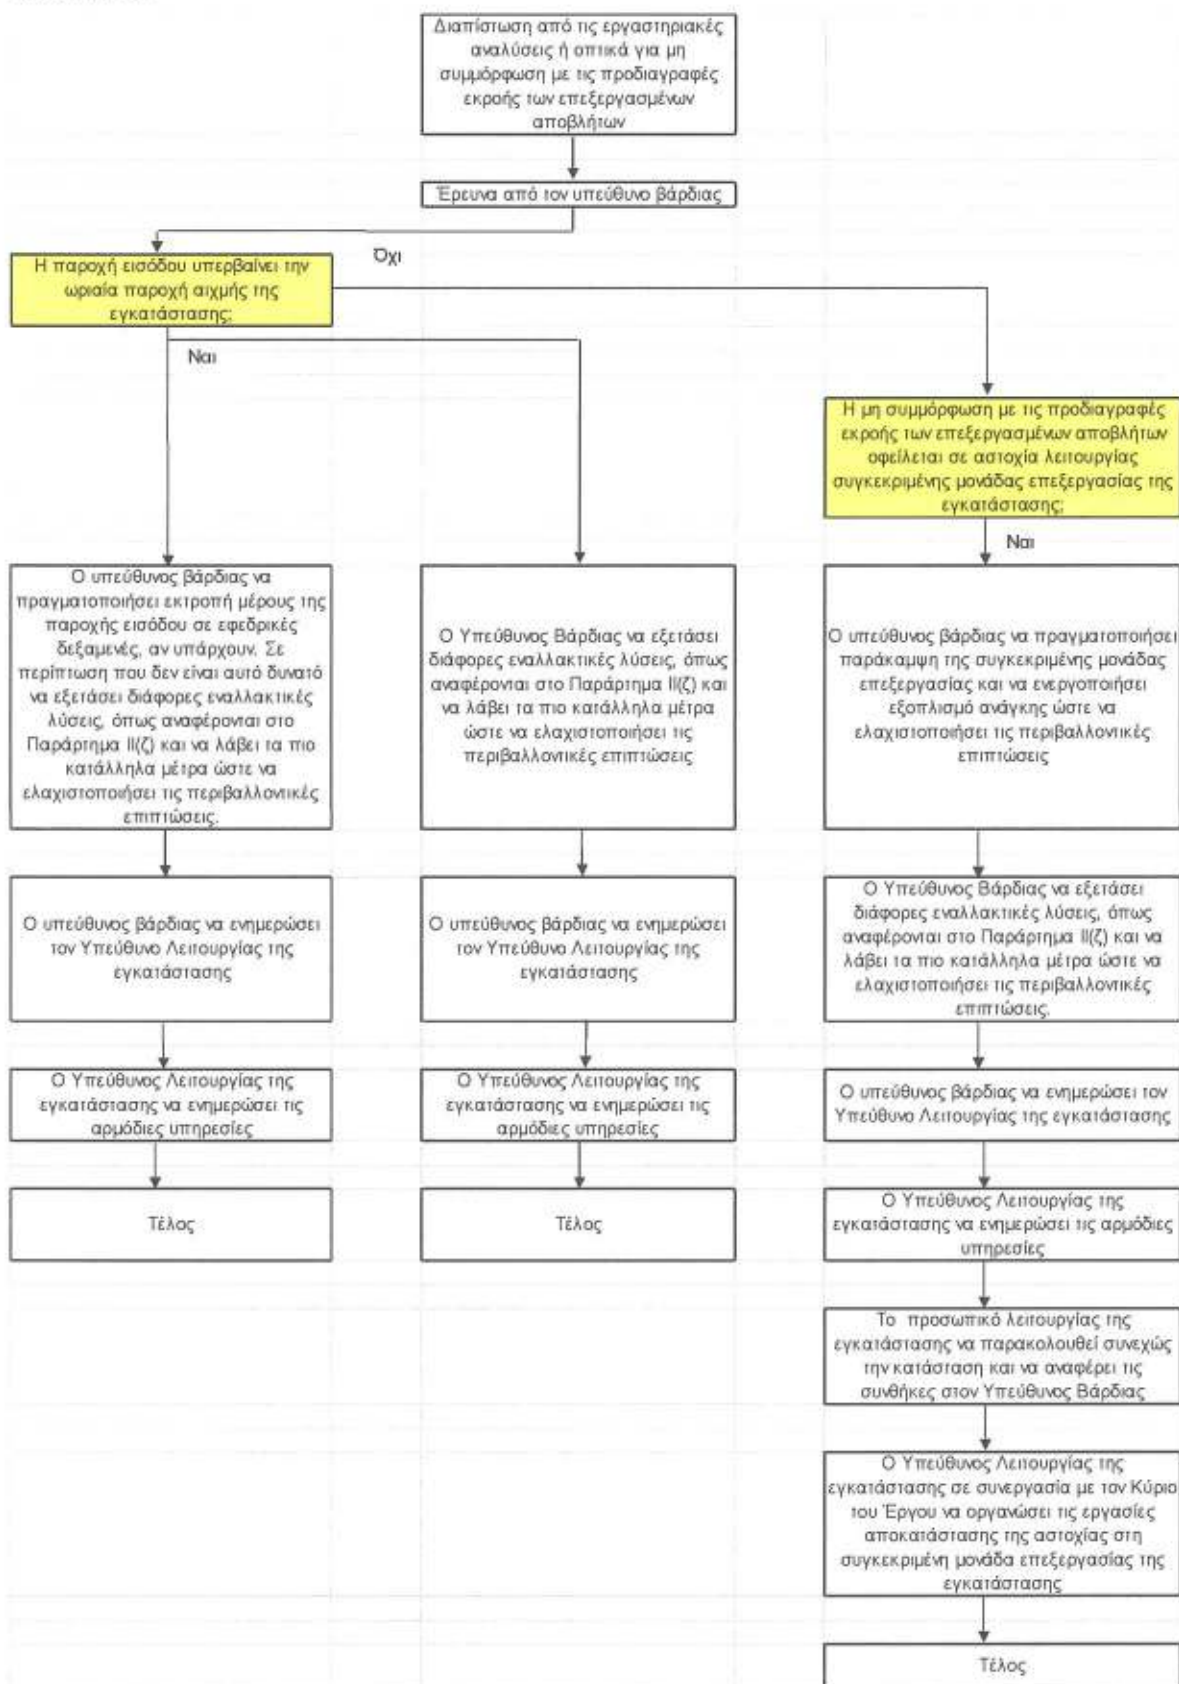 Διαπίστωση από τις εργαστηριακές
αναλύσεις ή οπτικά για μη
συμμόρφωση με τις προδιαγραφές
εκροής των επεξεργασμένων
αποβλήτων
Έρευνα από τον υπεύθυνο βάρδιας
Όχι
Η παροχή εισόδου υπερβαίνει την
ωριαία παροχή αιχμής της
εγκατάστασης;
Ναι
Η μη συμμόρφωση με τις προδιαγραφές
εκροής των επεξεργασμένων αποβλήτων
οφείλεται σε αστοχία λειτουργίας
συγκεκριμένης μονάδας επεξεργασίας της
εγκατάστασης;
Ναι
Ο υπεύθυνος βάρδιας να
πραγματοποιήσει εκτροπή μέρους της
παροχής εισόδου σε εφεδρικές
δεξαμενές, αν υπάρχουν. Σε
περίπτωση που δεν είναι αυτό δυνατό
να εξετάσει διάφορες εναλλακτικές
λύσεις, όπως αναφέρονται στο
Παράρτημα ΙΙ(ζ) και να λάβει τα πιο
κατάλληλα μέτρα ώστε να
ελαχιστοποιήσει τις περιβαλλοντικές
επιπτώσεις.
Ο Υπεύθυνος Βάρδιας να εξετάσει
διάφορες εναλλακτικές λύσεις, όπως
αναφέρονται στο Παράρτημα ΙΙ(ζ) και
να λάβει τα πιο κατάλληλα μέτρα
ώστε να ελαχιστοποιήσει τις
περιβαλλοντικές επιπτώσεις
Ο υπεύθυνος βάρδιας να πραγματοποιήσει
παράκαμψη της συγκεκριμένης μονάδας
επεξεργασίας και να ενεργοποιήσει
εξοπλισμό ανάγκης ώστε να
ελαχιστοποιήσει τις περιβαλλοντικές
επιπτώσεις
Ο υπεύθυνος βάρδιας να ενημερώσει
τον Υπεύθυνο Λειτουργίας της
εγκατάστασης
Ο υπεύθυνος βάρδιας να ενημερώσει
τον Υπεύθυνο Λειτουργίας της
εγκατάστασης
Ο Υπεύθυνος Βάρδιας να εξετάσει
διάφορες εναλλακτικές λύσεις, όπως
αναφέρονται στο Παράρτημα ΙΙ(ζ) και να
λάβει τα πιο κατάλληλα μέτρα ώστε να
ελαχιστοποιήσει τις περιβαλλοντικές
επιπτώσεις.
Ο Υπεύθυνος Λειτουργίας της
εγκατάστασης να ενημερώσει τις
αρμόδιες υπηρεσίες
Ο Υπεύθυνος Λειτουργίας της
εγκατάστασης να ενημερώσει τις
αρμόδιες υπηρεσίες
Ο υπεύθυνος βάρδιας να ενημερώσει τον
Υπεύθυνο Λειτουργίας της εγκατάστασης
Τέλος
Τέλος
Ο Υπεύθυνος Λειτουργίας της
εγκατάστασης να ενημερώσει τις αρμόδιες
υπηρεσίες
Το προσωπικό λειτουργίας της
εγκατάστασης να παρακολουθεί συνεχώς
την κατάσταση και να αναφέρει τις
συνθήκες στον Υπεύθυνος Βάρδιας
Ο Υπεύθυνος Λειτουργίας της
εγκατάστασης σε συνεργασία με τον Κύριο
του Έργου να οργανώσει τις εργασίες
αποκατάστασης της αστοχίας στη
συγκεκριμένη μονάδα επεξεργασίας της
εγκατάστασης
Τέλος